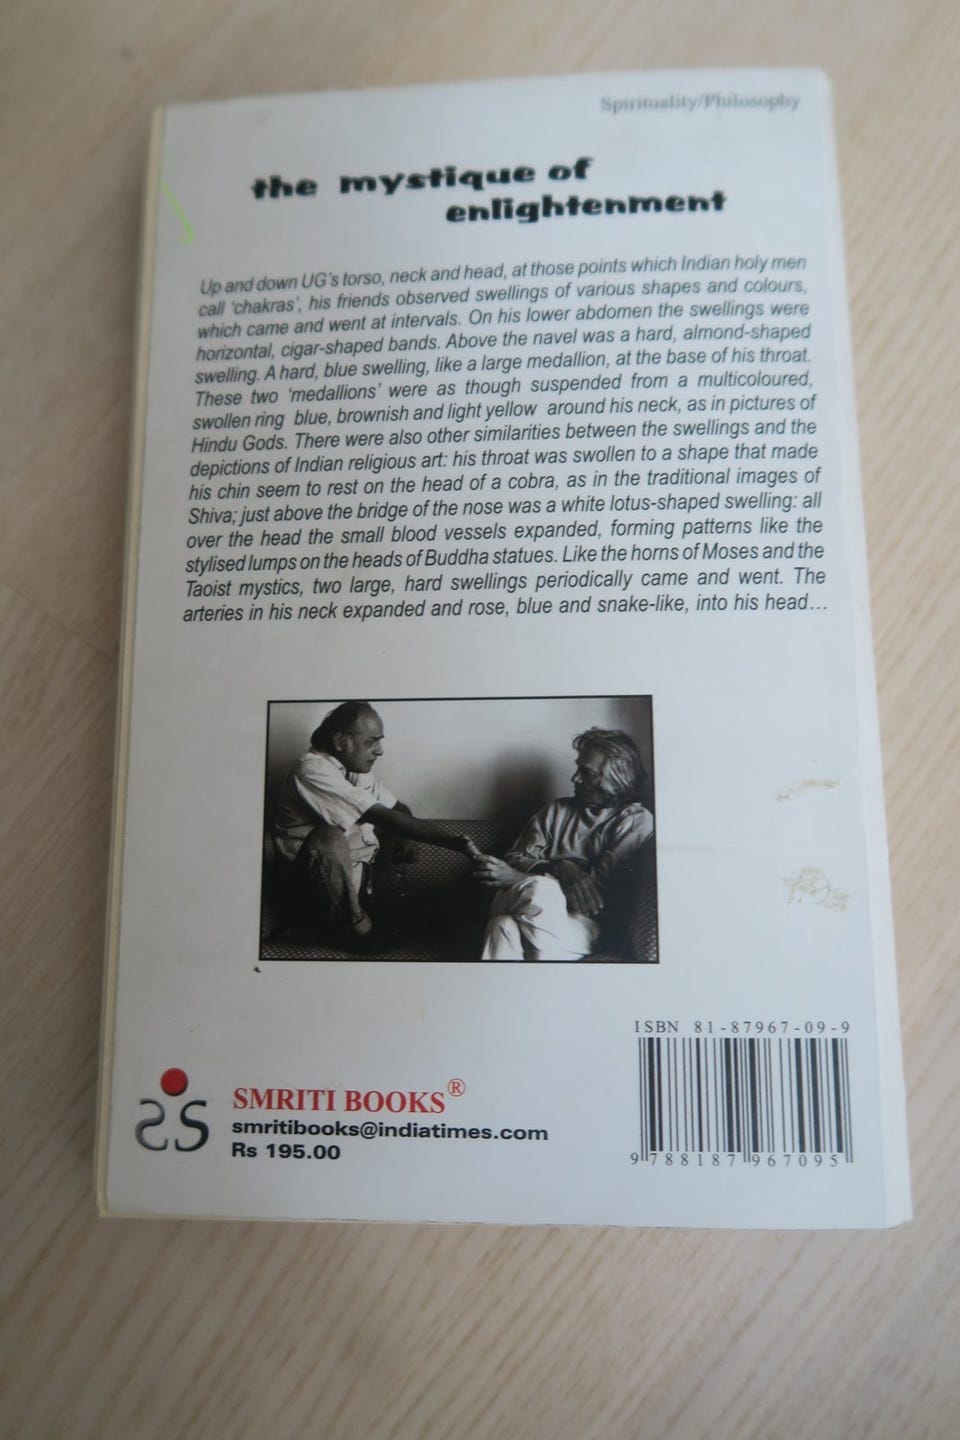 Spirituality/Philosophy
the mystique of
enlightenment
Up and down UG's torso, neck and head, at those points which Indian holy men
call 'chakras', his friends observed swellings of various shapes and colours,
which came and went at intervals. On his lower abdomen the swellings were
horizontal, cigar-shaped bands. Above the navel was a hard, almond-shaped
swelling. A hard, blue swelling, like a large medallion, at the base of his throat.
These two 'medallions' were as though suspended from a multicoloured,
swollen ring blue, brownish and light yellow around his neck, as in pictures of
Hindu Gods. There were also other similarities between the swellings and the
depictions of Indian religious art: his throat was swollen to a shape that made
his chin seem to rest on the head of a cobra, as in the traditional images of
Shiva; just above the bridge of the nose was a white lotus-shaped swelling: all
over the head the small blood vessels expanded, forming patterns like the
stylised lumps on the heads of Buddha statues. Like the horns of Moses and the
Taoist mystics, two large, hard swellings periodically came and went. The
arteries in his neck expanded and rose, blue and snake-like, into his head...
ISBN 81-87967-09-9
9 788187 967095
SMRITI BOOKS®
smritibooks@indiatimes.com
Rs 195.00